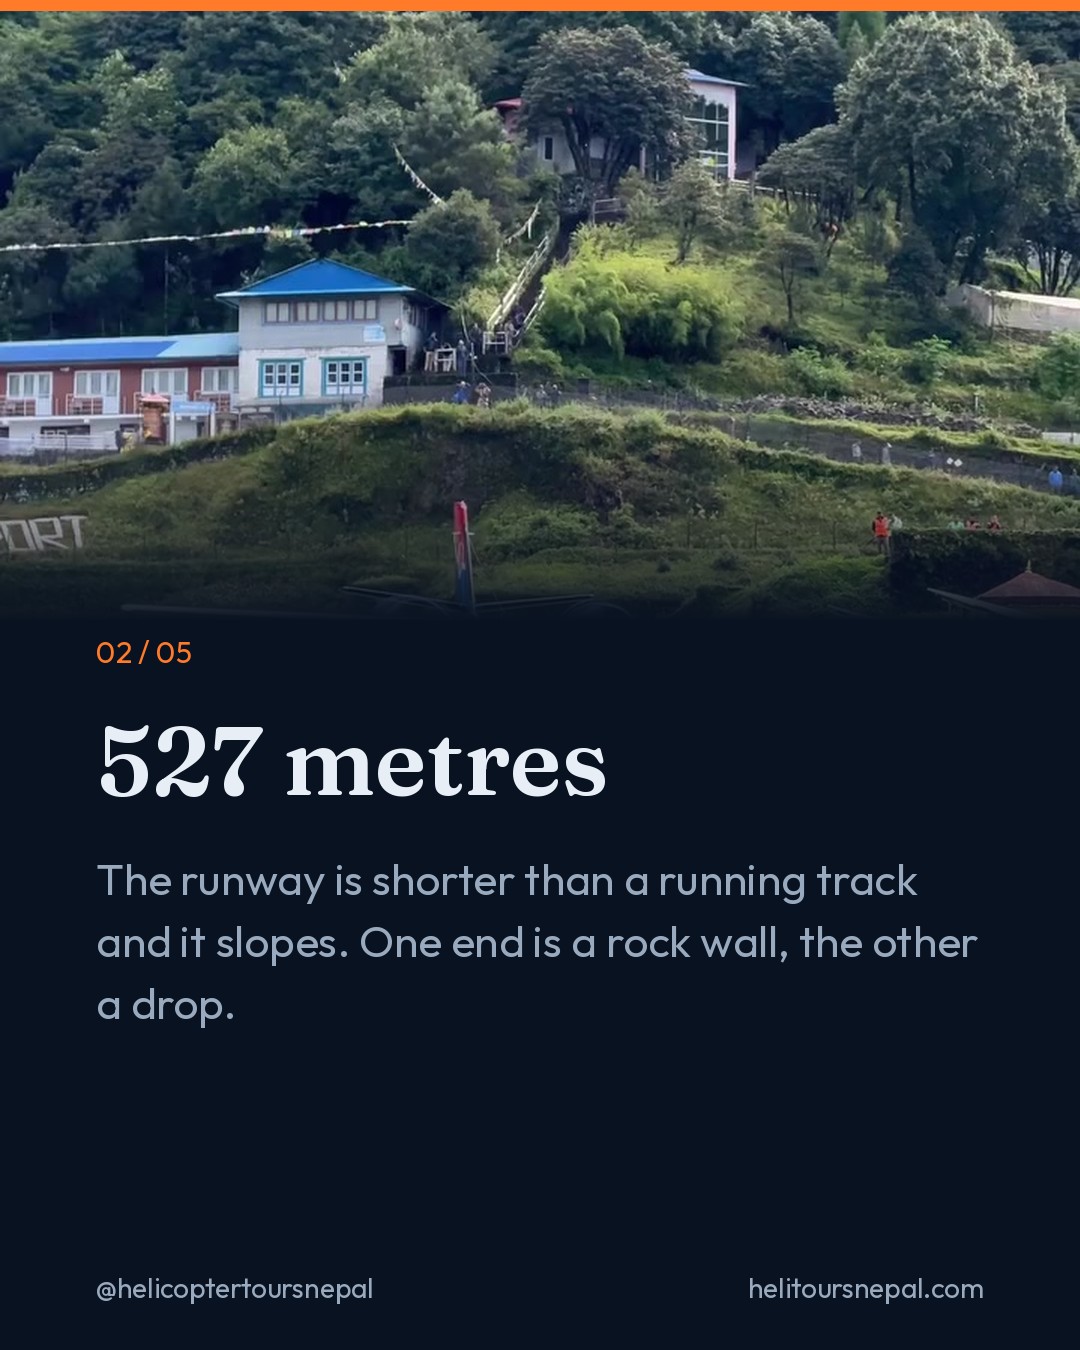 PORT
02 / 05
527 metres
The runway is shorter than a running track
and it slopes. One end is a rock wall, the other
a drop.
@helicoptertoursnepal
helitoursnepal.com